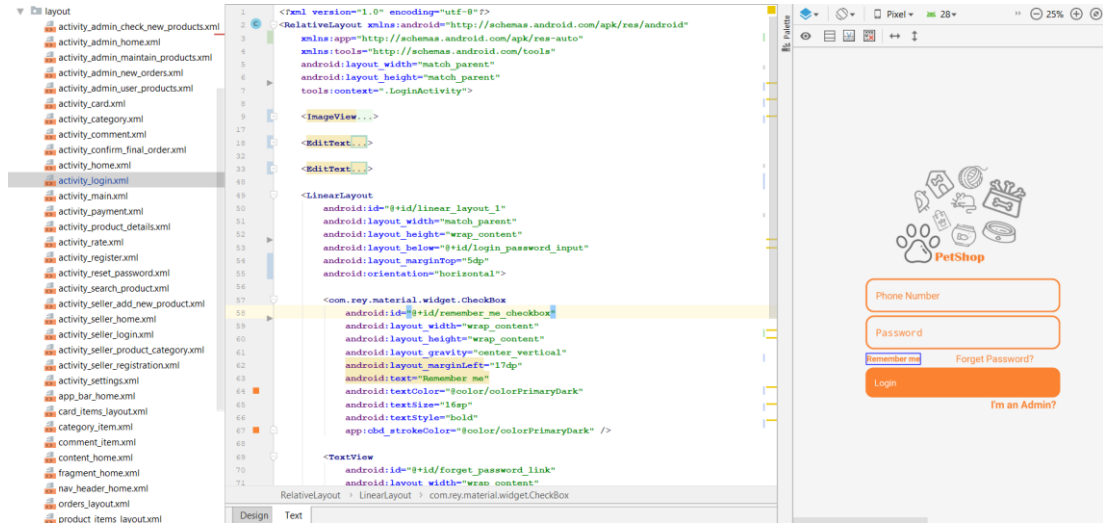 layout
activity_admin_check_new_products.xml
activity_admin_home.xml
activity_admin_maintain_products.xml
activity_admin_new_orders.xml
activity_admin_user_products.xml
activity_card.xml
activity_category.xml
activity_comment.xml
activity_confirm_final_order.xml
activity_home.xml
activity_login.xml
activity_main.xml
activity_payment.xml
activity_product_details.xml
activity_rate.xml
activity_register.xml
activity_reset_password.xml
activity_search_product.xml
activity_seller_add_new_product.xml
activity_seller_home.xml
activity_seller_login.xml
activity_seller_product_category.xml
activity_seller_registration.xml
activity_settings.xml
app_bar_home.xml
card_items_layout.xml
category_item.xml
comment_item.xml
content_home.xml
fragment_home.xml
nav_header_home.xml
orders_layout.xml
product_items_layout.xml
1 <?xml version="1.0" encoding="utf-8"?>
2 <RelativeLayout xmlns:android="http://schemas.android.com/apk/res/android"
3 xmlns:app="http://schemas.android.com/apk/res-auto"
4 xmlns:tools="http://schemas.android.com/tools"
5 android:layout_width="match_parent"
6 android:layout_height="match_parent"
7 tools:context=".LoginActivity">
8
9 <ImageView...>
17
18 <EditText...>
32
33 <EditText...>
48
49 <LinearLayout
50 android:id="@+id/linear_layout_1"
51 android:layout_width="match_parent"
52 android:layout_height="wrap_content"
53 android:layout_below="@+id/login_password_input"
54 android:layout_marginTop="5dp"
55 android:orientation="horizontal">
56
57 <com.rey.material.widget.CheckBox
58 android:id="@+id/remember_me_checkbox"
59 android:layout_width="wrap_content"
60 android:layout_height="wrap_content"
61 android:layout_gravity="center_vertical"
62 android:layout_marginLeft="17dp"
63 android:text="Remember me"
64 android:textColor="@color/colorPrimaryDark"
65 android:textSize="16sp"
66 android:textStyle="bold"
67 app:cbd_strokeColor="@color/colorPrimaryDark" />
68
69 <TextView
70 android:id="@+id/forget_password_link"
71 android:layout_width="wrap_content"
RelativeLayout › LinearLayout › com.rey.material.widget.CheckBox
Design Text
Palette
Pixel 28 » 25%
PetShop
Phone Number
Password
Remember me Forget Password?
Login
I'm an Admin?